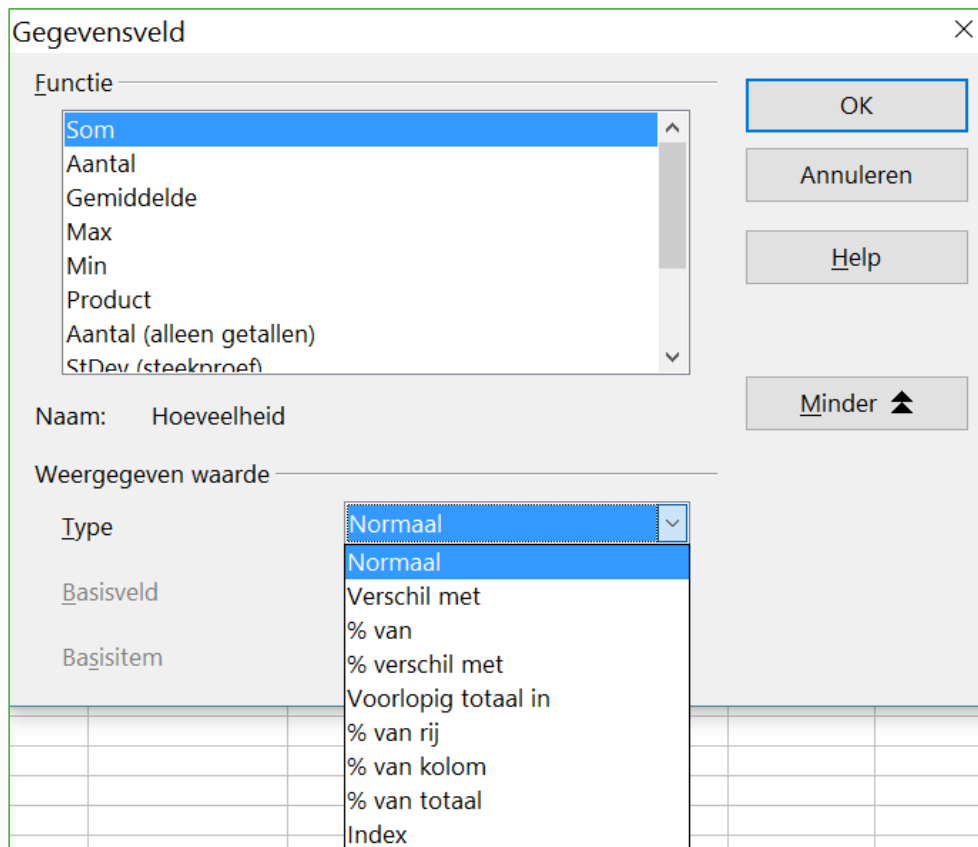 Gegevensveld
Functie
OK
Som
Aantal
Annuleren
Gemiddelde
Max
Help
Min
Product
Aantal (alleen getallen)
StDev (steekproef)
Minder
Naam: Hoeveelheid
Weergegeven waarde
Type Normaal
Normaal
Basisveld
Verschil met
% van
Basisitem
% verschil met
Voorlopig totaal in
% van rij
% van kolom
% van totaal
Index